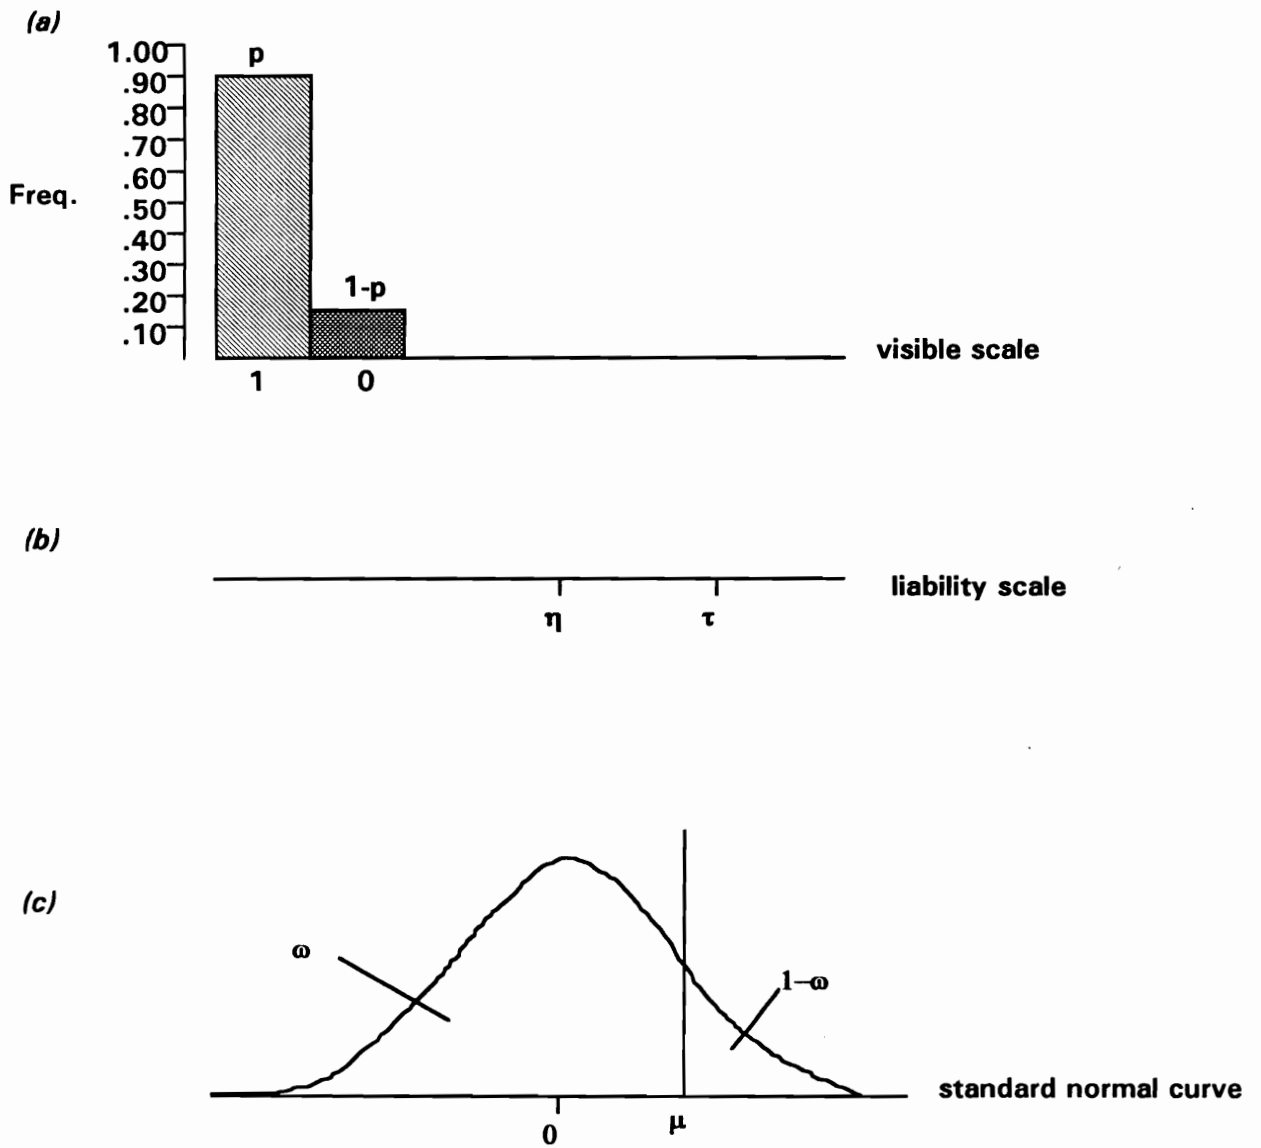 (a)
p
1.00
.90
.80
.70
.60
Freq.
.50
.40
.30
1-p
.20
.10
visible scale
1 0
(b)
liability scale
η τ
(c)
ω
1−ω
standard normal curve
0 μ